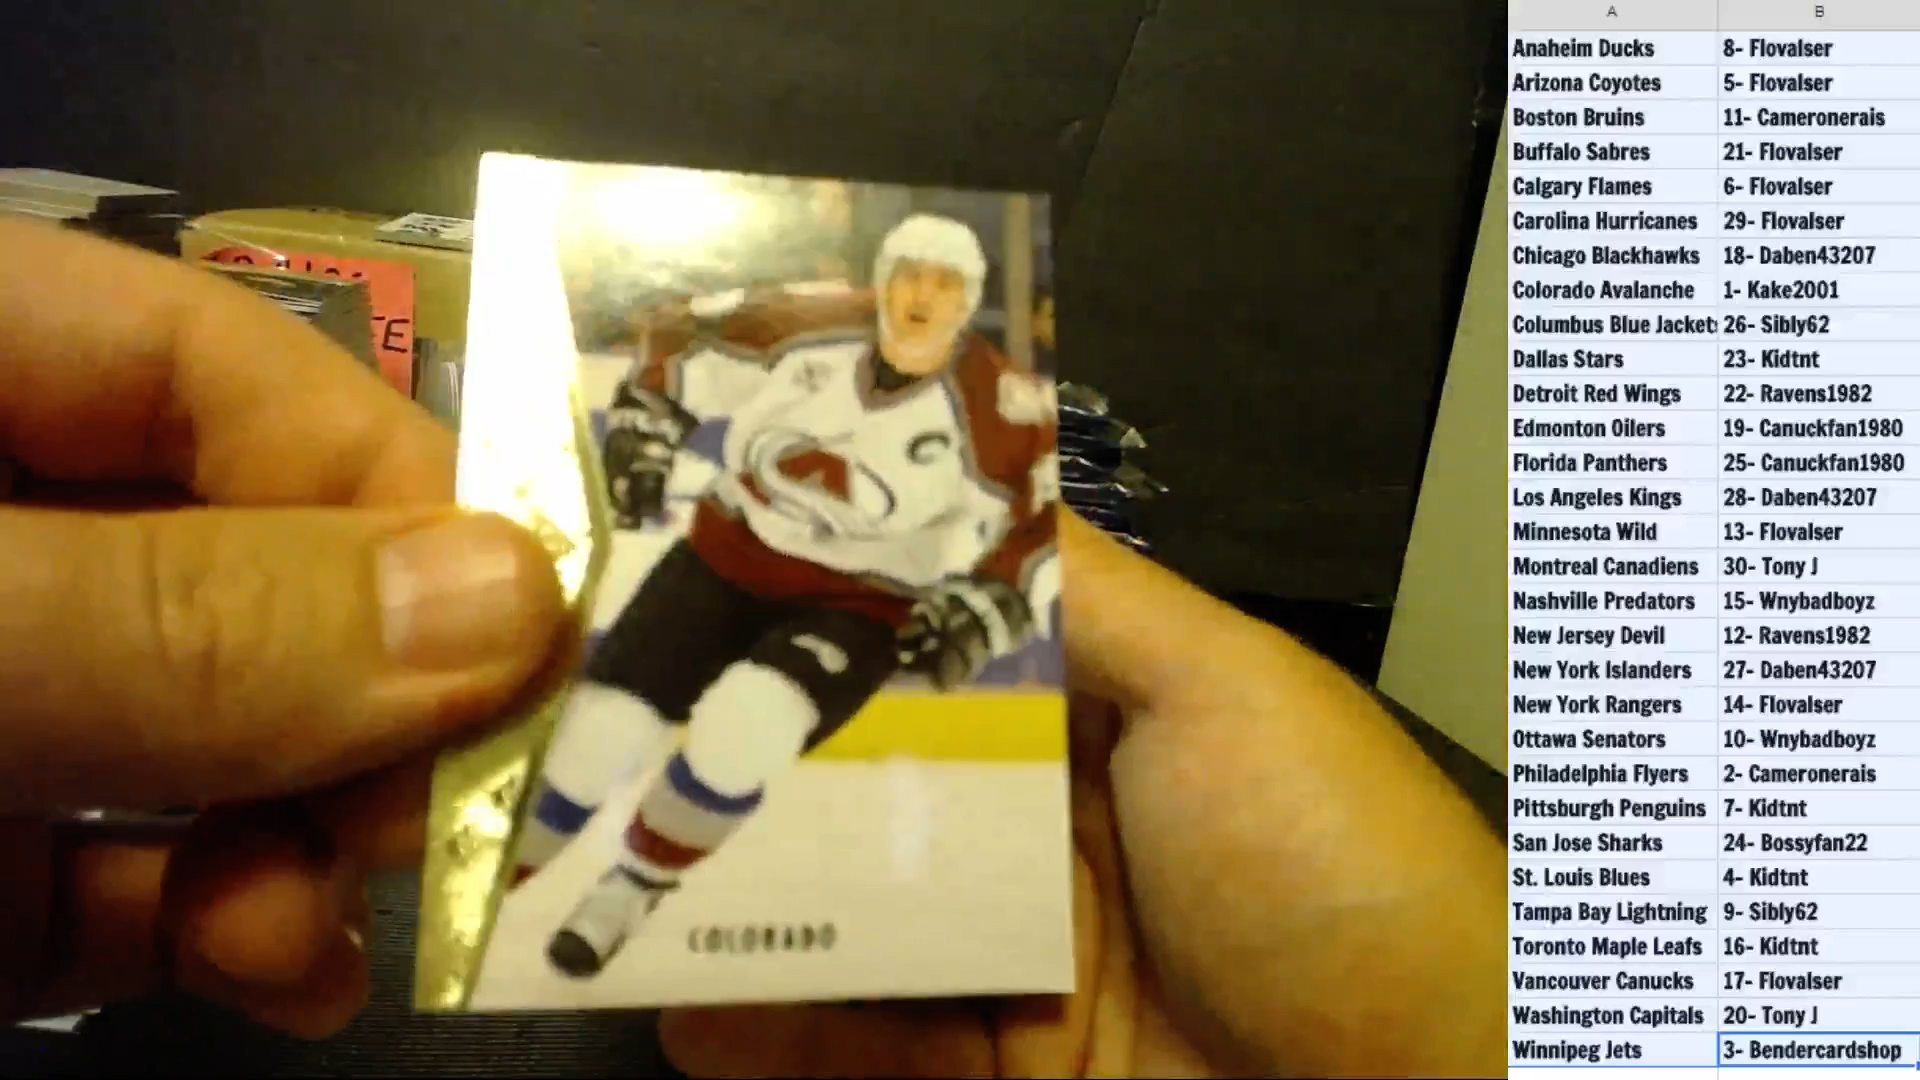 A B
Anaheim Ducks 8- Flovalser
Arizona Coyotes 5- Flovalser
Boston Bruins 11- Cameronerais
Buffalo Sabres 21- Flovalser
Calgary Flames 6- Flovalser
Carolina Hurricanes 29- Flovalser
Chicago Blackhawks 18- Daben43207
Colorado Avalanche 1- Kake2001
Columbus Blue Jackets 26- Sibly62
Dallas Stars 23- Kidtnt
Detroit Red Wings 22- Ravens1982
Edmonton Oilers 19- Canuckfan1980
Florida Panthers 25- Canuckfan1980
Los Angeles Kings 28- Daben43207
Minnesota Wild 13- Flovalser
Montreal Canadiens 30- Tony J
Nashville Predators 15- Wnybadboyz
New Jersey Devil 12- Ravens1982
New York Islanders 27- Daben43207
New York Rangers 14- Flovalser
Ottawa Senators 10- Wnybadboyz
Philadelphia Flyers 2- Cameronerais
Pittsburgh Penguins 7- Kidtnt
San Jose Sharks 24- Bossyfan22
St. Louis Blues 4- Kidtnt
Tampa Bay Lightning 9- Sibly62
Toronto Maple Leafs 16- Kidtnt
Vancouver Canucks 17- Flovalser
Washington Capitals 20- Tony J
Winnipeg Jets 3- Bendercardshop
C
COLORADO